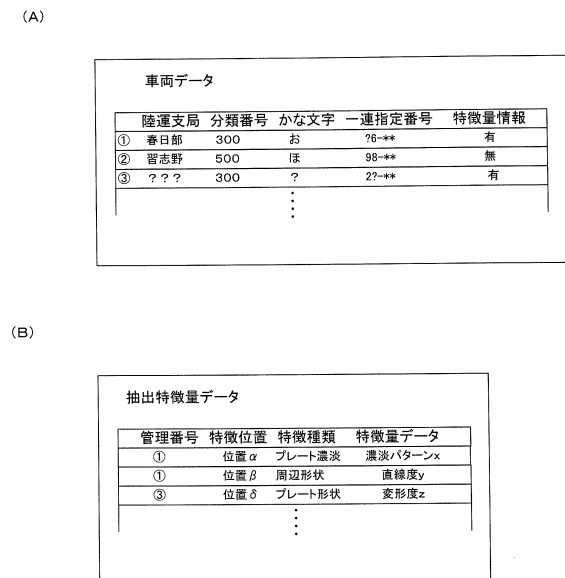 (A)
車両データ
陸運支局 分類番号 かな文字 一連指定番号 特徴量情報
① 春日部 300 お ?6-** 有
② 習志野 500 ほ 98-** 無
③ ??? 300 ? 2?-** 有
(B)
抽出特徴量データ
管理番号 特徴位置 特徴種類 特徴量データ
① 位置α プレート濃淡 濃淡パターンx
① 位置β 周辺形状 直線度y
③ 位置δ プレート形状 変形度z